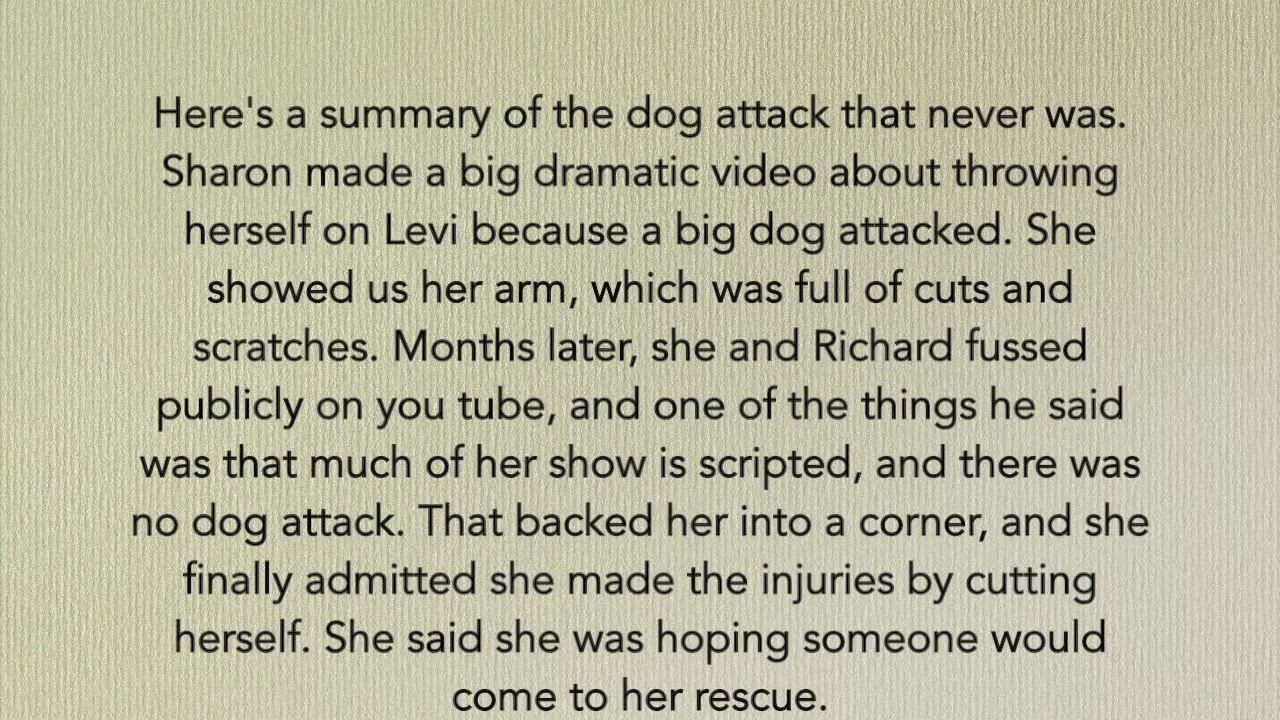 Here's a summary of the dog attack that never was.
Sharon made a big dramatic video about throwing
herself on Levi because a big dog attacked. She
showed us her arm, which was full of cuts and
scratches. Months later, she and Richard fussed
publicly on you tube, and one of the things he said
was that much of her show is scripted, and there was
no dog attack. That backed her into a corner, and she
finally admitted she made the injuries by cutting
herself. She said she was hoping someone would
come to her rescue.